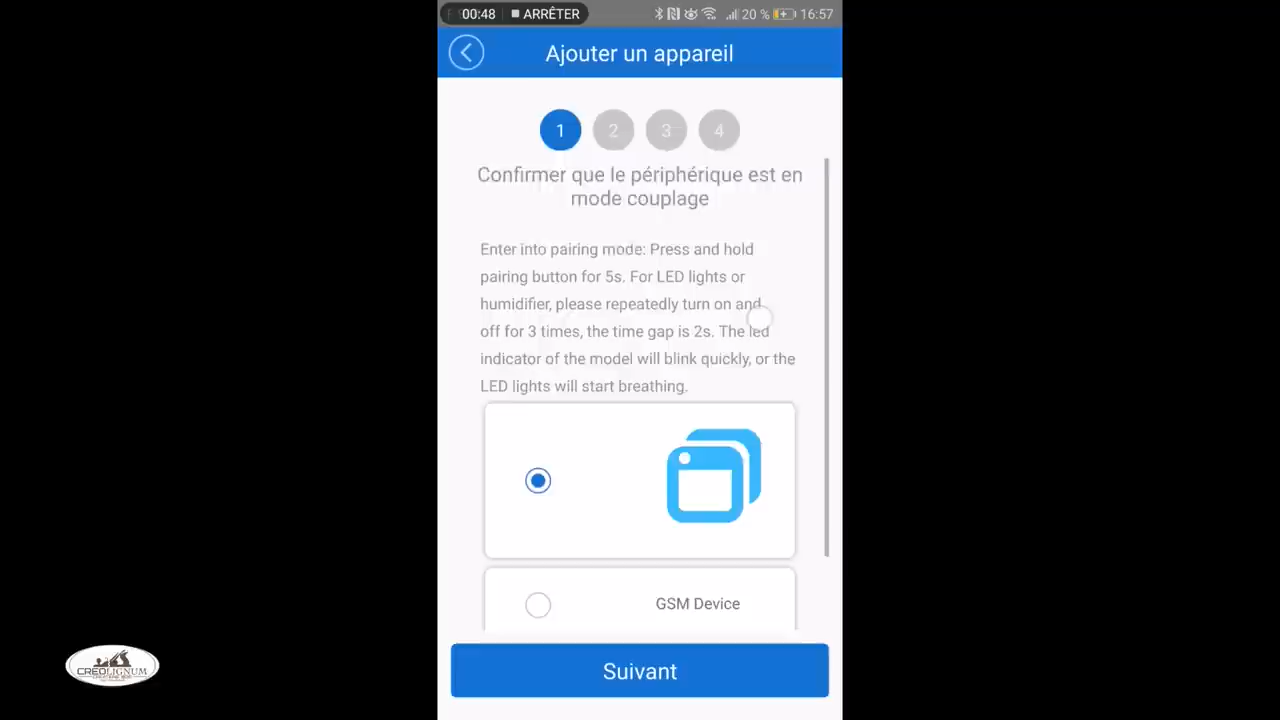 00:48 ARRÊTER 20 % 16:57
Ajouter un appareil
1 2 3 4
Confirmer que le périphérique est en
mode couplage
Enter into pairing mode: Press and hold
pairing button for 5s. For LED lights or
humidifier, please repeatedly turn on and
off for 3 times, the time gap is 2s. The led
indicator of the model will blink quickly, or the
LED lights will start breathing.
GSM Device
Suivant
CREOLIGNUM